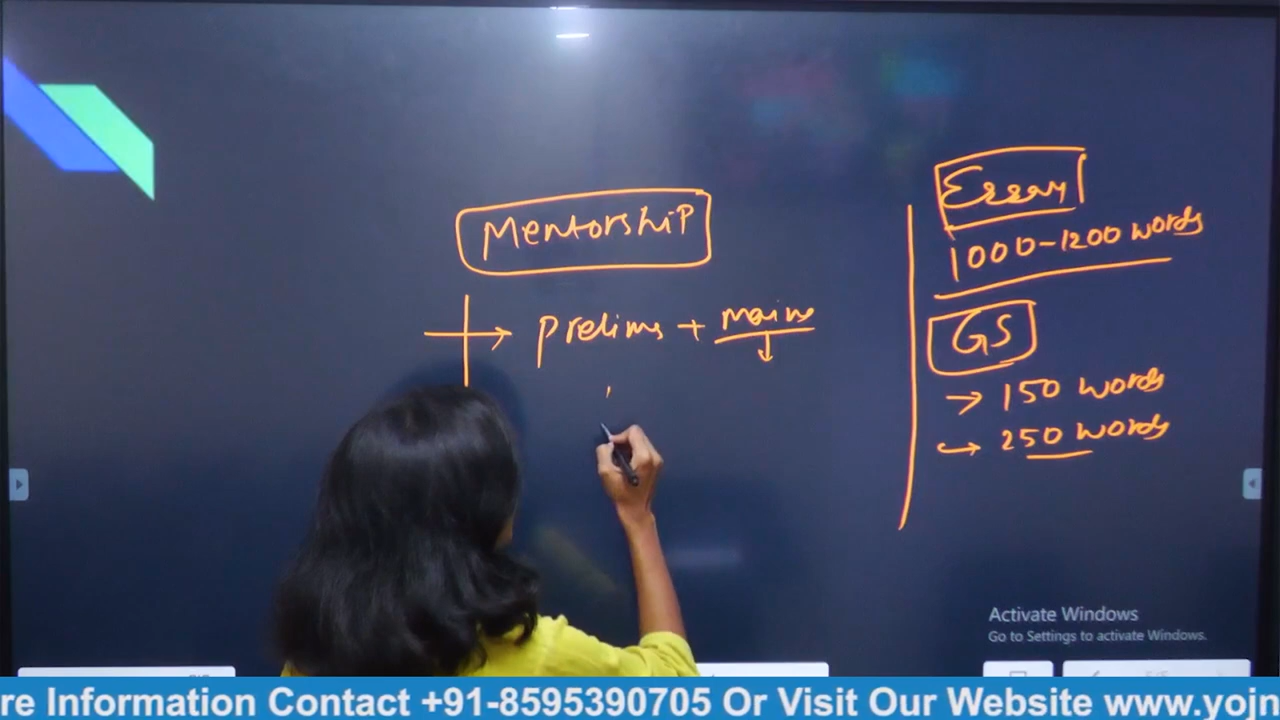 Mentorship
→ prelims + mains
Essay
1000-1200 words
GS
→ 150 words
→ 250 words
Activate Windows
Go to Settings to activate Windows.
re Information Contact +91-8595390705 Or Visit Our Website www.yojn